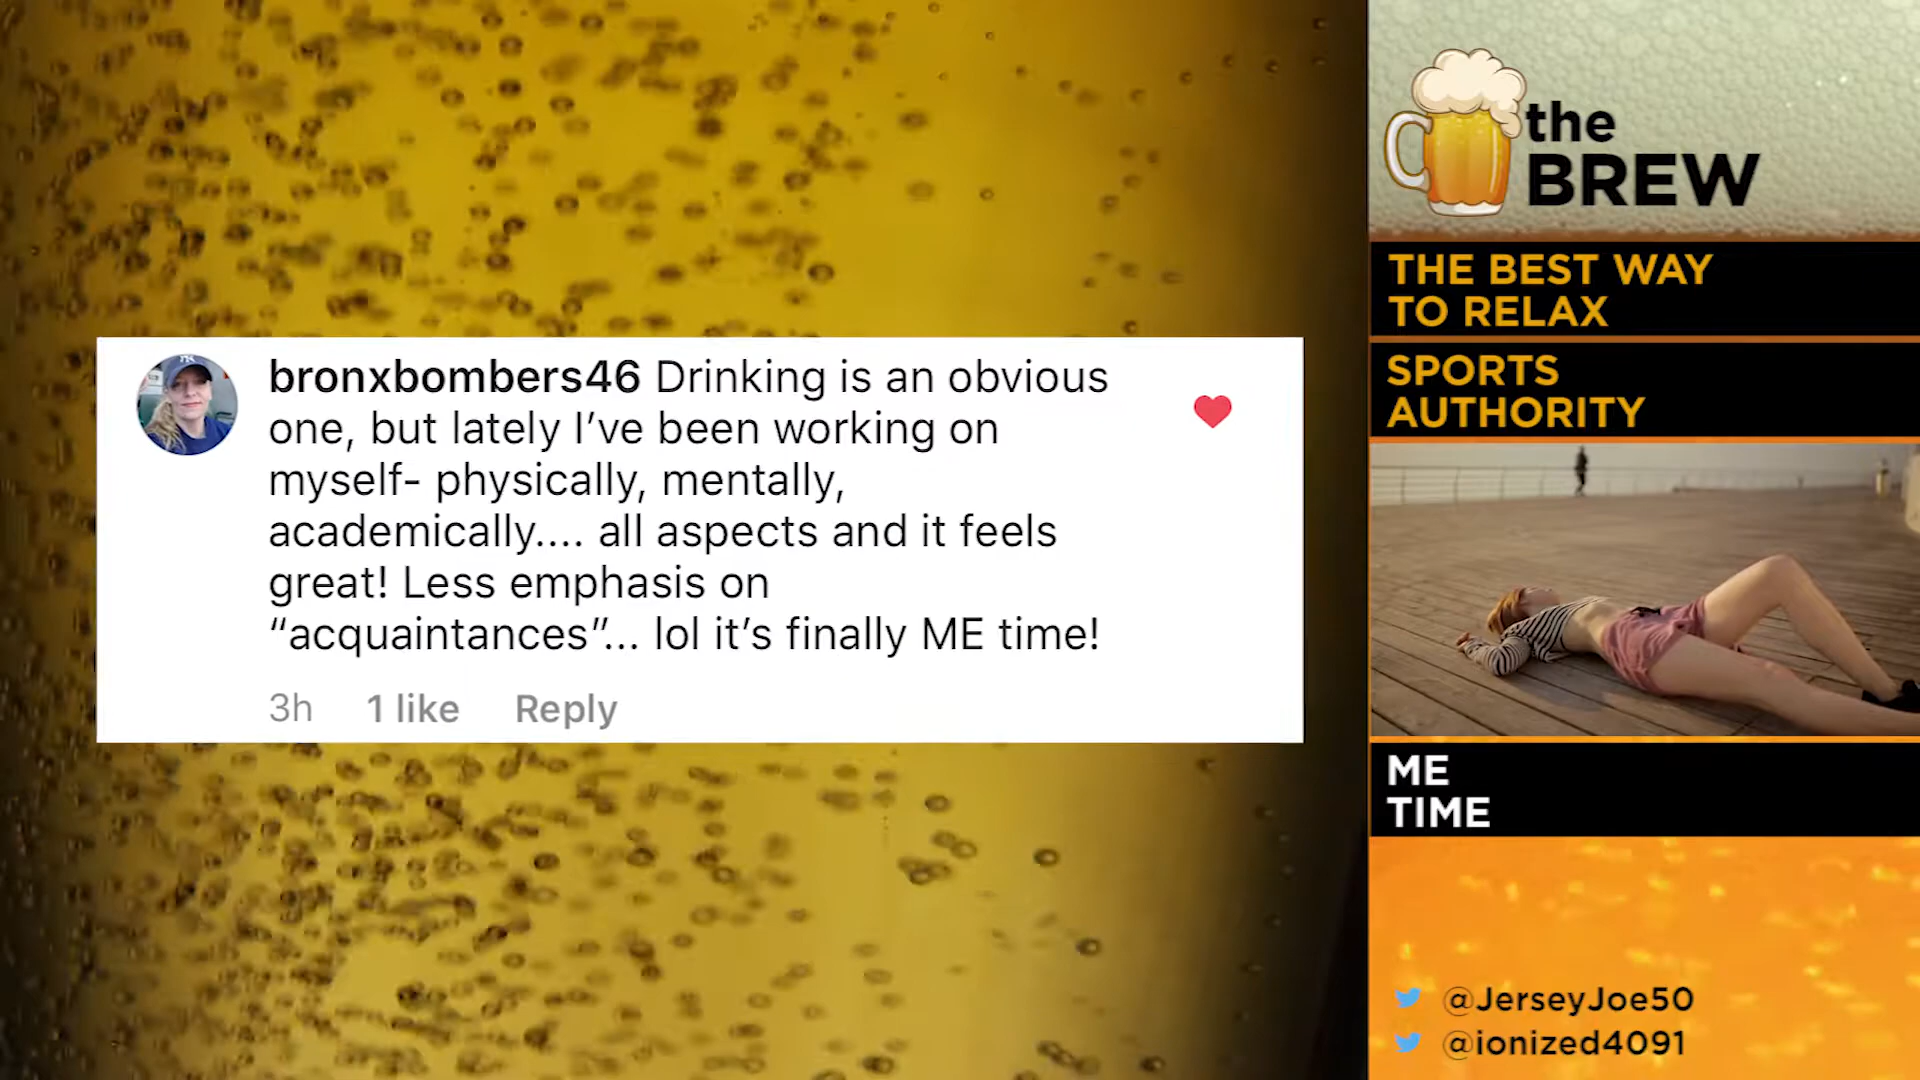 bronxbombers46 Drinking is an obvious
one, but lately I've been working on
myself- physically, mentally,
academically.... all aspects and it feels
great! Less emphasis on
“acquaintances”... lol it's finally ME time!
3h 1 like Reply
the
BREW
THE BEST WAY
TO RELAX
SPORTS
AUTHORITY
ME
TIME
@JerseyJoe50
@ionized4091